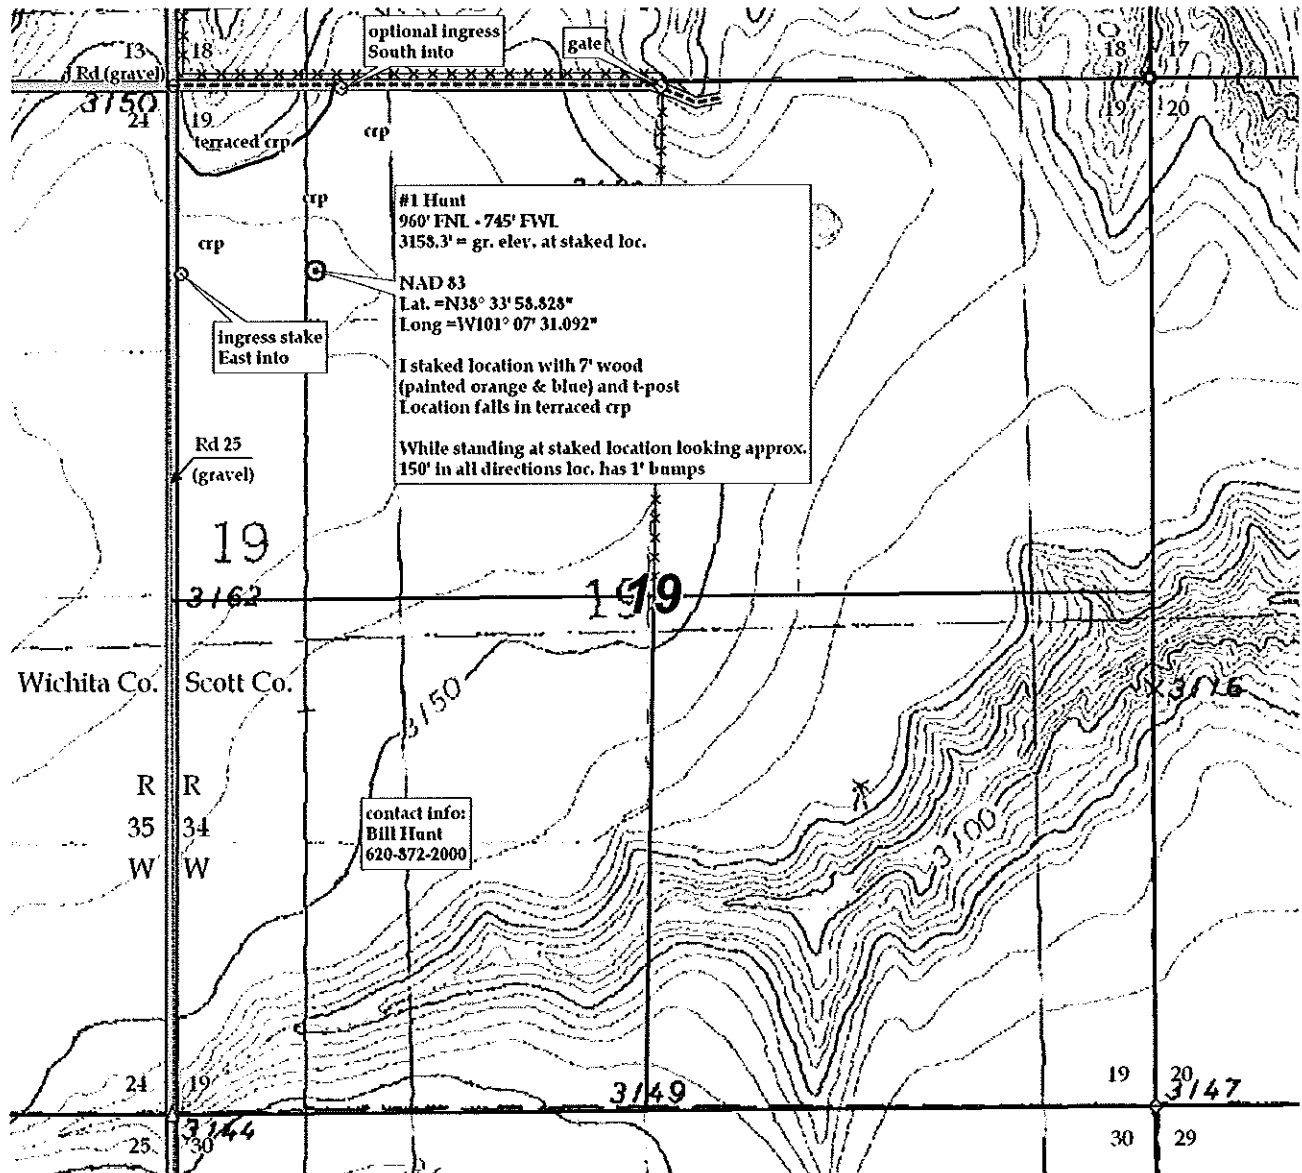 optional ingress
South into
gate
13
18
18
17
d Rd (gravel)
3150
24
19
19
20
terraced crp
crp
crp
crp
#1 Hunt
960' FNL - 745' FWL
3158.3' = gr. elev. at staked loc.
NAD 83
Lat. =N38° 33' 58.828"
Long =W101° 07' 31.092"
I staked location with 7' wood
(painted orange & blue) and t-post
Location falls in terraced crp
While standing at staked location looking approx.
150' in all directions loc. has 1' bumps
ingress stake
East into
Rd 25
(gravel)
19
3162
19
Wichita Co.
Scott Co.
3150
3116
R
R
35
34
W
W
contact info:
Bill Hunt
620-872-2000
3100
24
19
19
20
3149
3147
3144
25
30
30
29